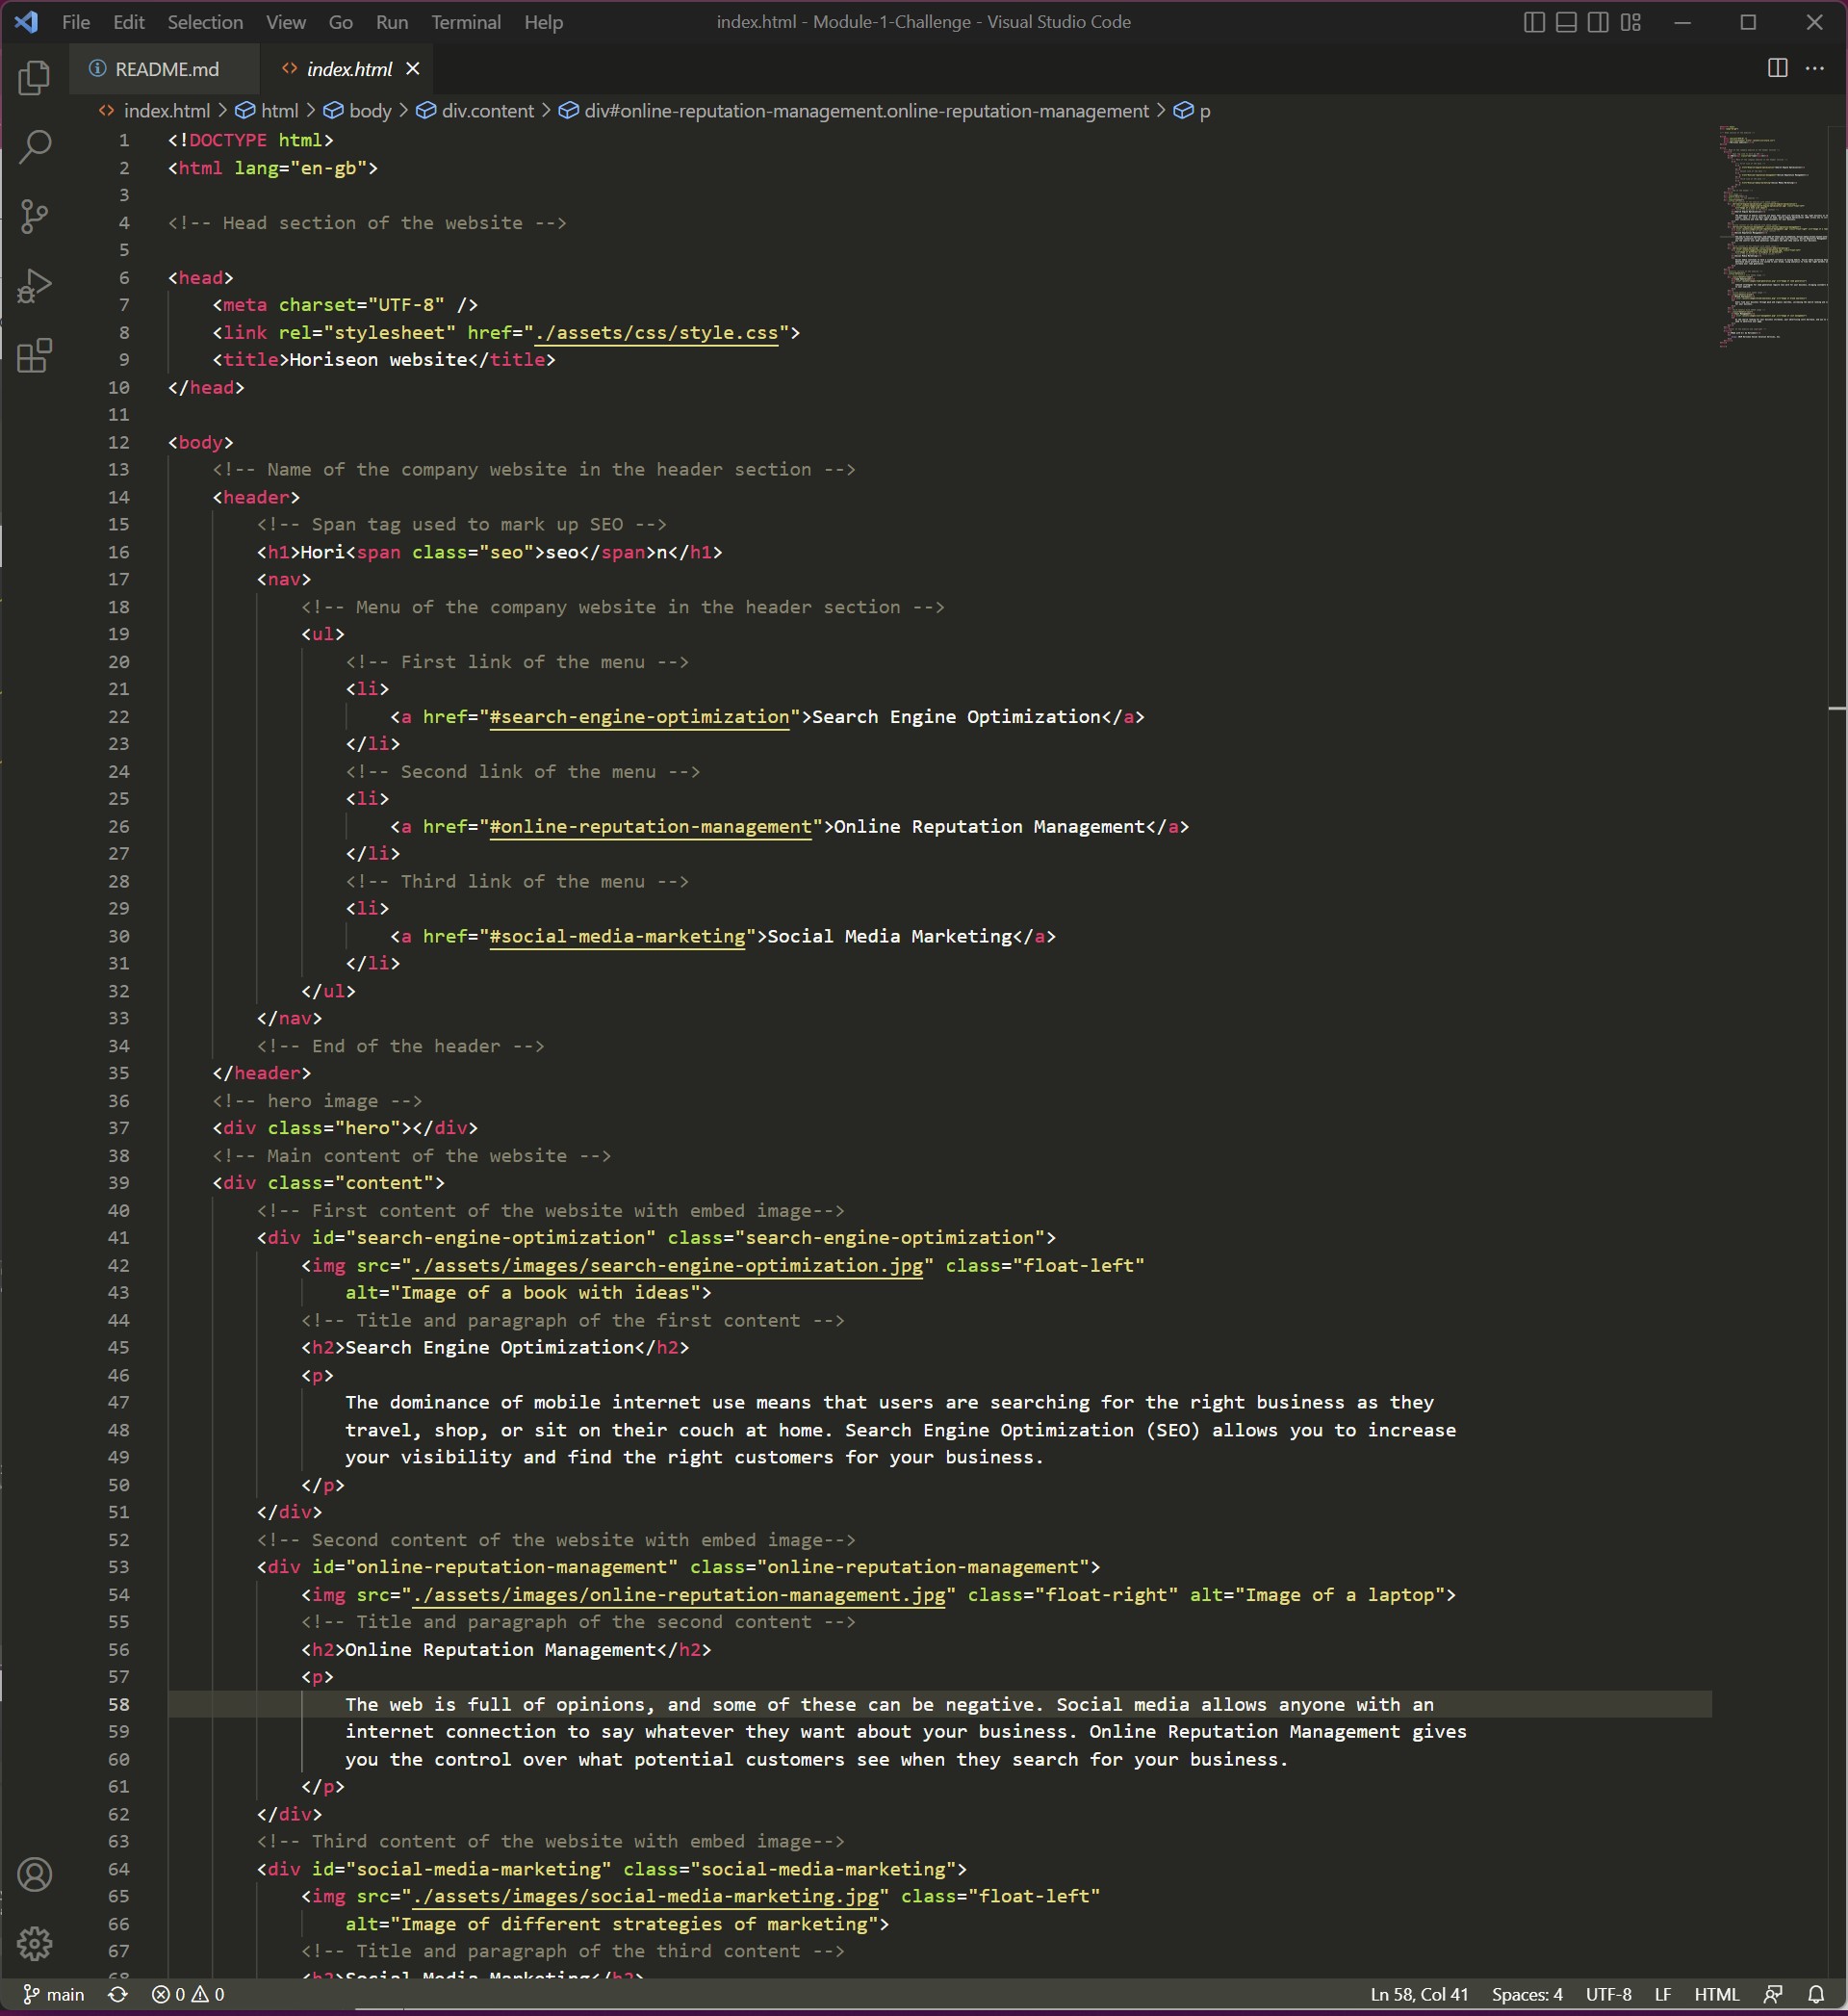 File Edit Selection View Go Run Terminal Help index.html - Module-1-Challenge - Visual Studio Code
README.md index.html
index.html > html > body > div.content > div#online-reputation-management.online-reputation-management > p
1 <!DOCTYPE html>
2 <html lang="en-gb">
3
4 <!-- Head section of the website -->
5
6 <head>
7 <meta charset="UTF-8" />
8 <link rel="stylesheet" href="./assets/css/style.css">
9 <title>Horiseon website</title>
10 </head>
11
12 <body>
13 <!-- Name of the company website in the header section -->
14 <header>
15 <!-- Span tag used to mark up SEO -->
16 <h1>Hori<span class="seo">seo</span>n</h1>
17 <nav>
18 <!-- Menu of the company website in the header section -->
19 <ul>
20 <!-- First link of the menu -->
21 <li>
22 <a href="#search-engine-optimization">Search Engine Optimization</a>
23 </li>
24 <!-- Second link of the menu -->
25 <li>
26 <a href="#online-reputation-management">Online Reputation Management</a>
27 </li>
28 <!-- Third link of the menu -->
29 <li>
30 <a href="#social-media-marketing">Social Media Marketing</a>
31 </li>
32 </ul>
33 </nav>
34 <!-- End of the header -->
35 </header>
36 <!-- hero image -->
37 <div class="hero"></div>
38 <!-- Main content of the website -->
39 <div class="content">
40 <!-- First content of the website with embed image-->
41 <div id="search-engine-optimization" class="search-engine-optimization">
42 <img src="./assets/images/search-engine-optimization.jpg" class="float-left"
43 alt="Image of a book with ideas">
44 <!-- Title and paragraph of the first content -->
45 <h2>Search Engine Optimization</h2>
46 <p>
47 The dominance of mobile internet use means that users are searching for the right business as they
48 travel, shop, or sit on their couch at home. Search Engine Optimization (SEO) allows you to increase
49 your visibility and find the right customers for your business.
50 </p>
51 </div>
52 <!-- Second content of the website with embed image-->
53 <div id="online-reputation-management" class="online-reputation-management">
54 <img src="./assets/images/online-reputation-management.jpg" class="float-right" alt="Image of a laptop">
55 <!-- Title and paragraph of the second content -->
56 <h2>Online Reputation Management</h2>
57 <p>
58 The web is full of opinions, and some of these can be negative. Social media allows anyone with an
59 internet connection to say whatever they want about your business. Online Reputation Management gives
60 you the control over what potential customers see when they search for your business.
61 </p>
62 </div>
63 <!-- Third content of the website with embed image-->
64 <div id="social-media-marketing" class="social-media-marketing">
65 <img src="./assets/images/social-media-marketing.jpg" class="float-left"
66 alt="Image of different strategies of marketing">
67 <!-- Title and paragraph of the third content -->
68 <h2>Social Media Marketing</h2>
main 0 0 Ln 58, Col 41 Spaces: 4 UTF-8 LF HTML